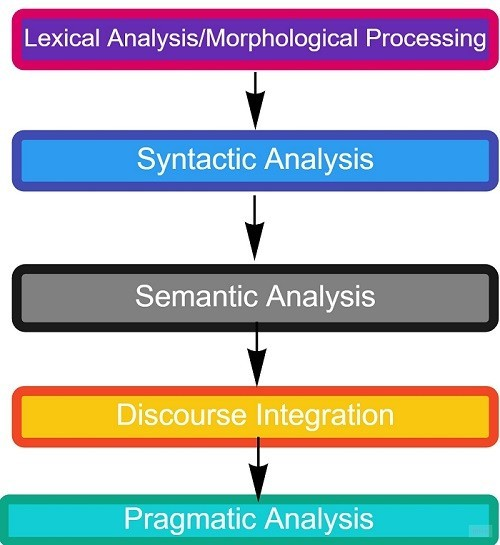 Lexical Analysis/Morphological Processing
Syntactic Analysis
Semantic Analysis
Discourse Integration
Pragmatic Analysis